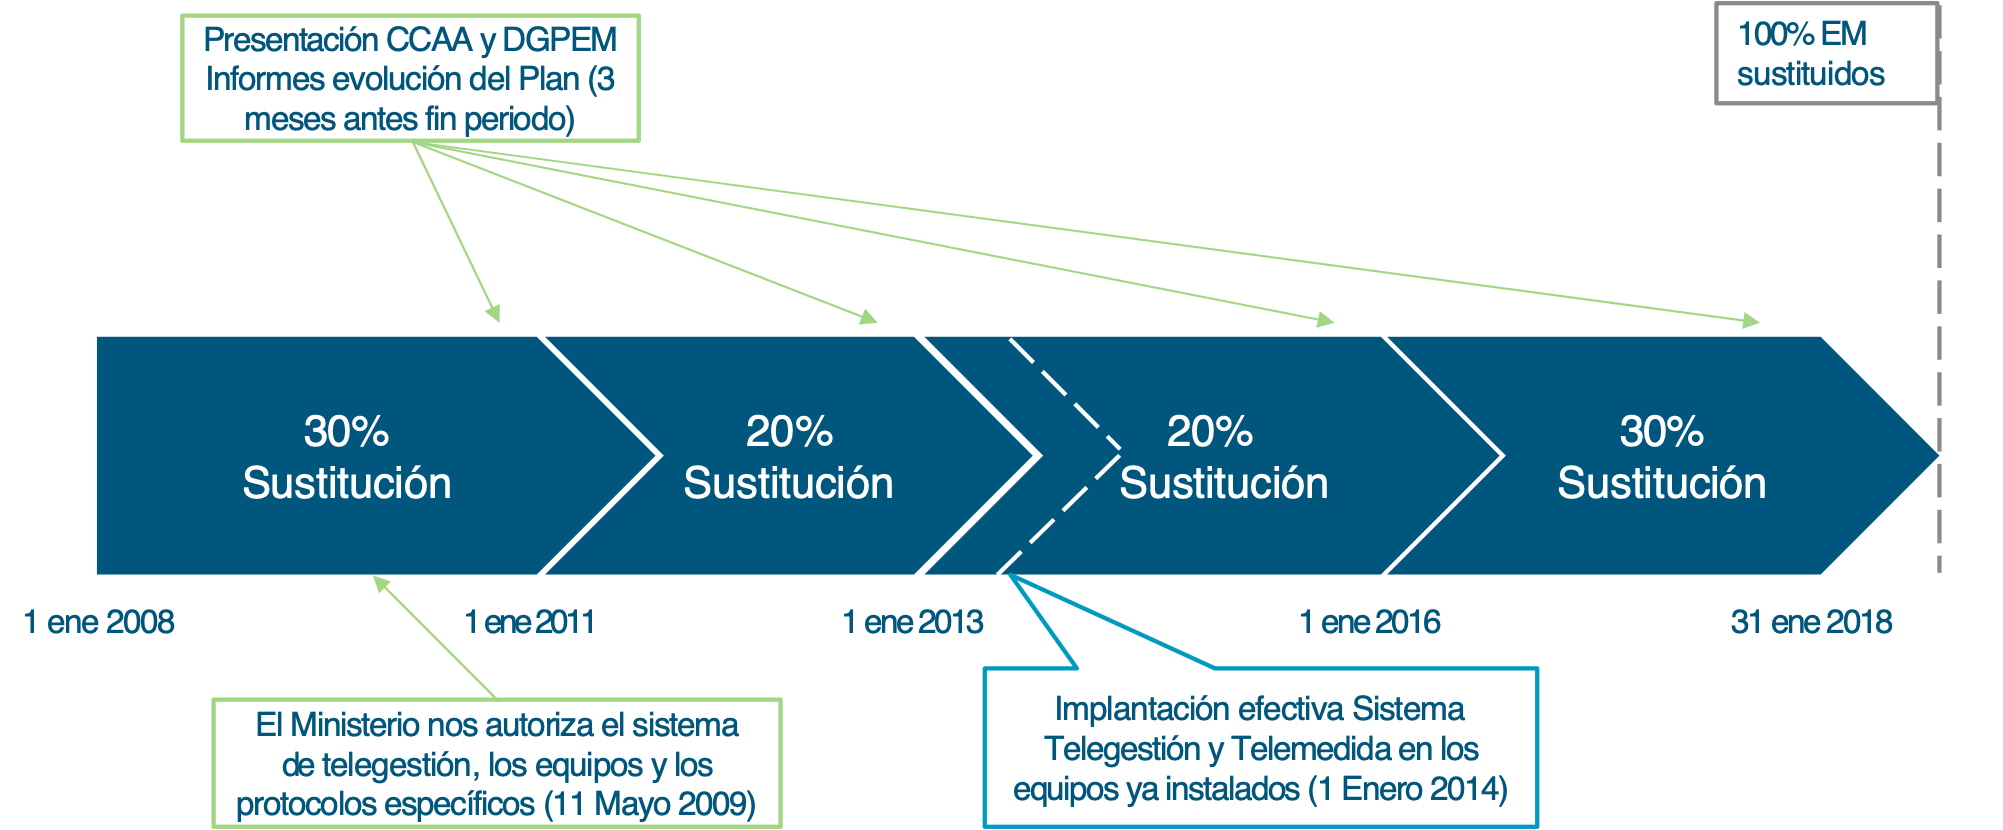 Presentación CCAA y DGPEM
Informes evolución del Plan (3
meses antes fin periodo)
100% EM
sustituidos
30%
Sustitución
20%
Sustitución
20%
Sustitución
30%
Sustitución
1 ene 2008
1 ene 2011
1 ene 2013
1 ene 2016
31 ene 2018
El Ministerio nos autoriza el sistema
de telegestión, los equipos y los
protocolos específicos (11 Mayo 2009)
Implantación efectiva Sistema
Telegestión y Telemedida en los
equipos ya instalados (1 Enero 2014)